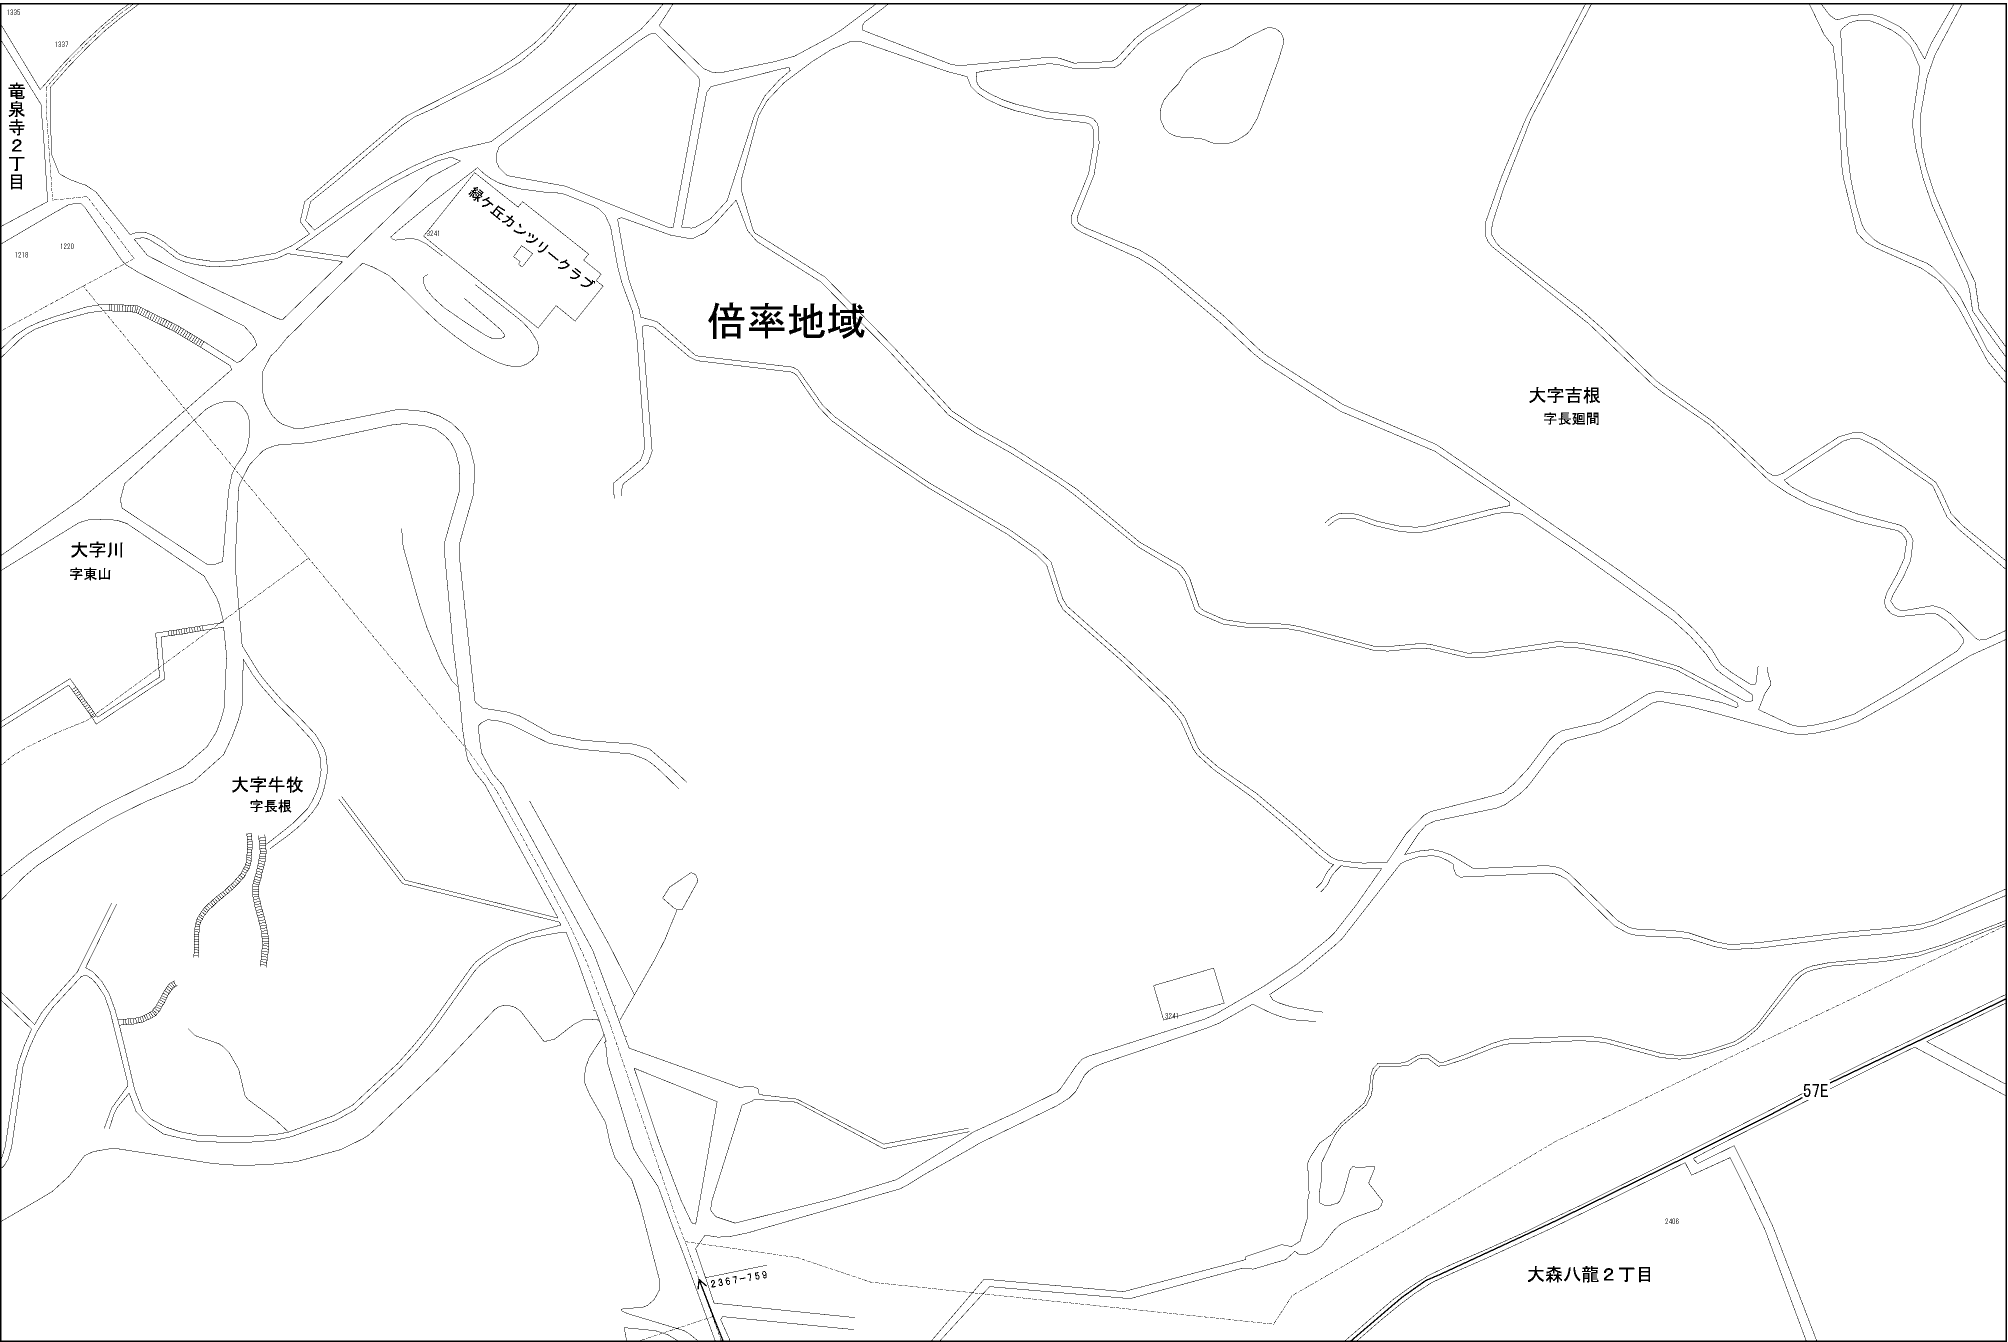 1335
1337
竜泉寺２丁目
1220
1218
緑ケ丘カンツリークラブ
3241
倍率地域
大字吉根
字長廻間
大字川
字東山
大字牛牧
字長根
3241
57E
2406
大森八龍２丁目
2367-759